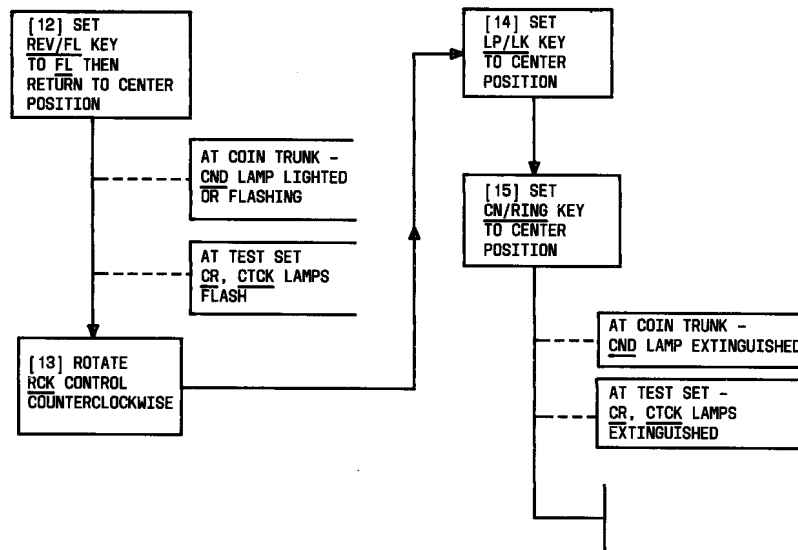 [12] SET
REV/FL KEY
TO FL THEN
RETURN TO CENTER
POSITION
AT COIN TRUNK -
CND LAMP LIGHTED
OR FLASHING
AT TEST SET
CR, CTCK LAMPS
FLASH
[13] ROTATE
RCK CONTROL
COUNTERCLOCKWISE
[14] SET
LP/LK KEY
TO CENTER
POSITION
[15] SET
CN/RING KEY
TO CENTER
POSITION
AT COIN TRUNK -
CND LAMP EXTINGUISHED
AT TEST SET -
CR, CTCK LAMPS
EXTINGUISHED